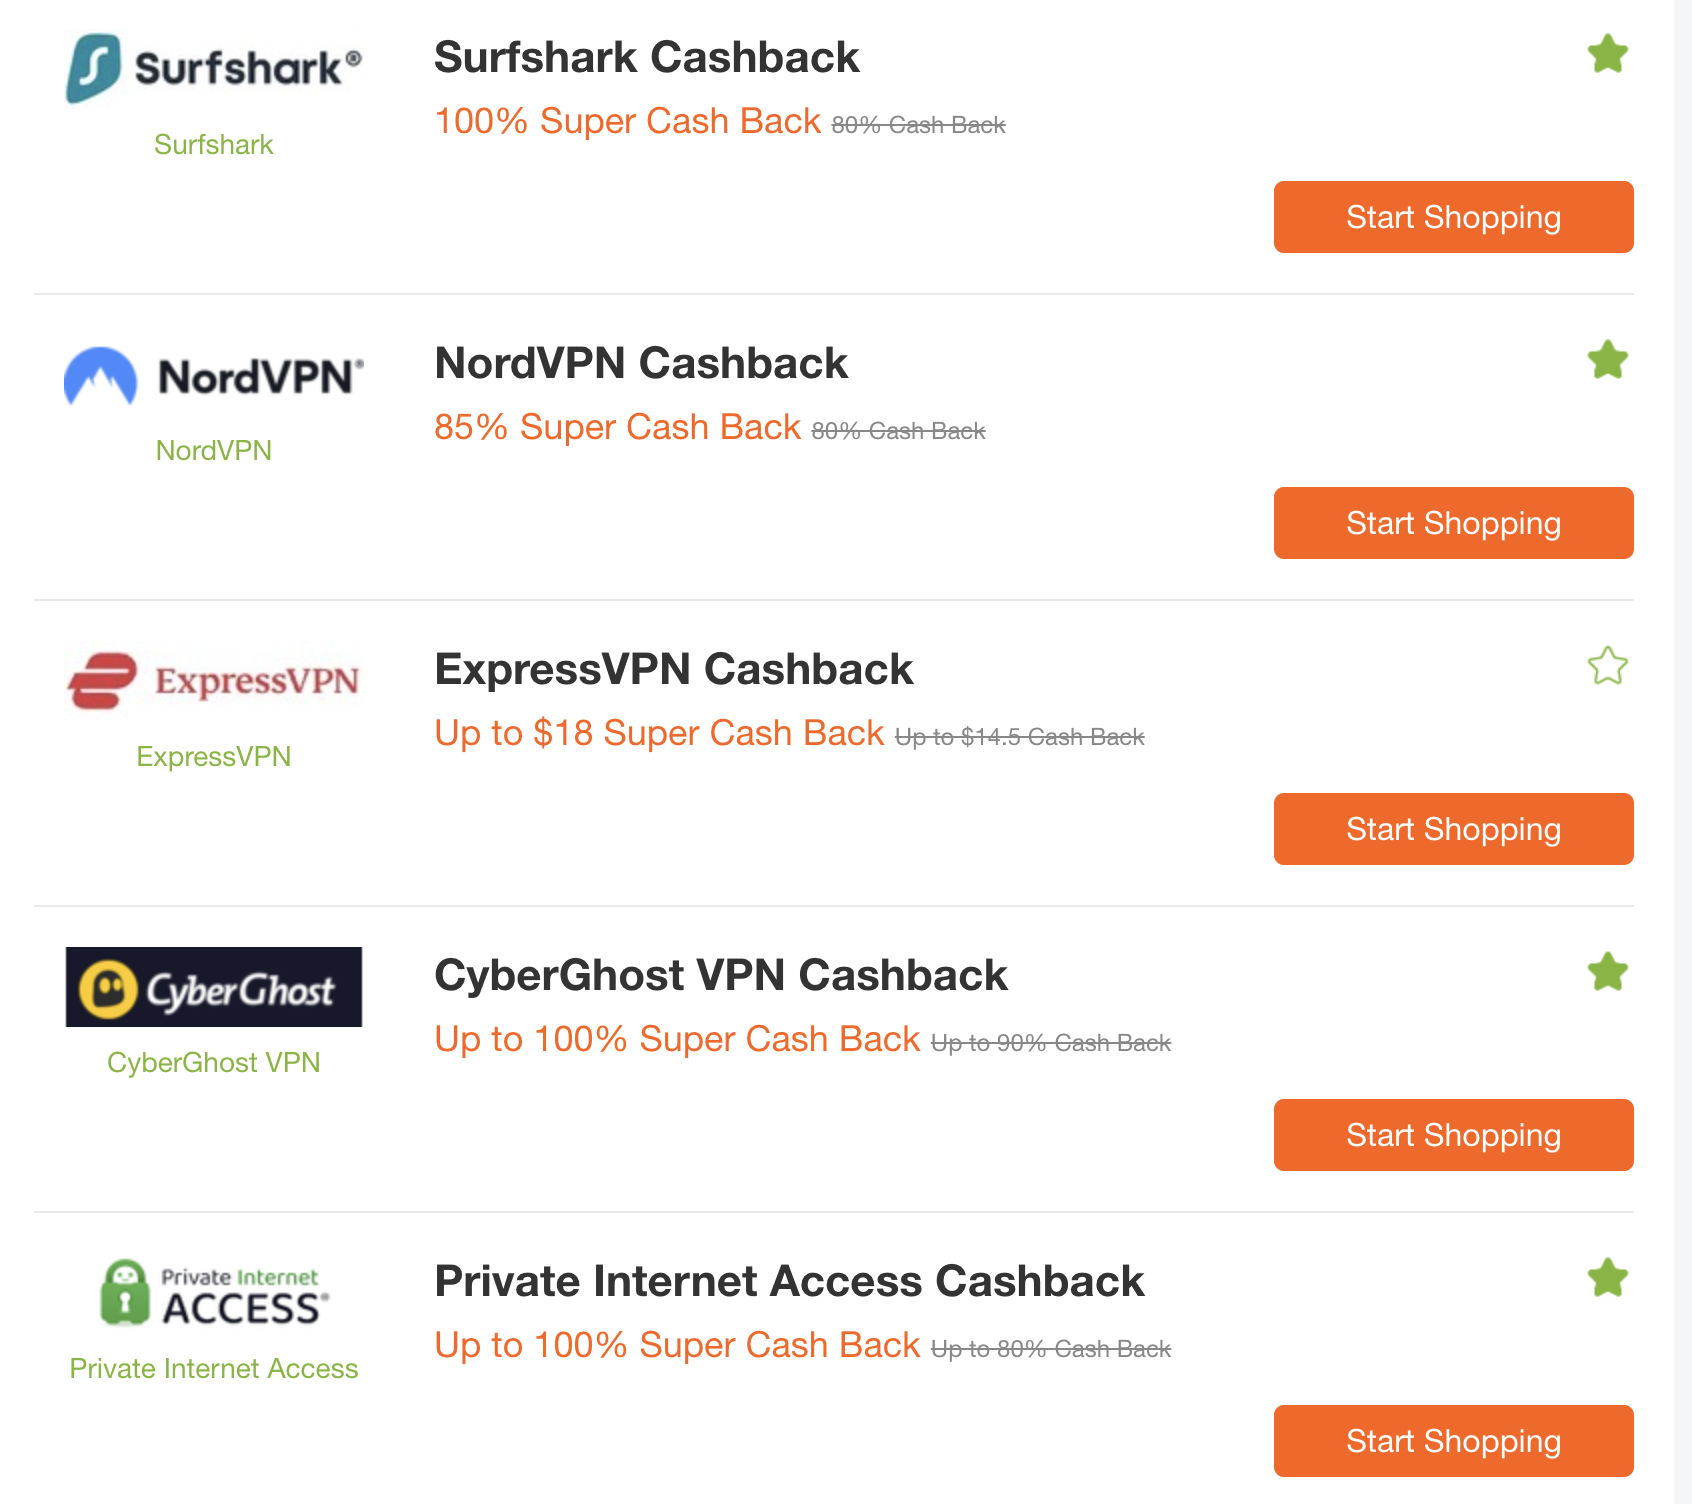 Surfshark®
Surfshark
Surfshark Cashback
100% Super Cash Back 80% Cash Back
Start Shopping
NordVPN®
NordVPN
NordVPN Cashback
85% Super Cash Back 80% Cash Back
Start Shopping
ExpressVPN
ExpressVPN
ExpressVPN Cashback
Up to $18 Super Cash Back Up to $14.5 Cash Back
Start Shopping
CyberGhost
CyberGhost VPN
CyberGhost VPN Cashback
Up to 100% Super Cash Back Up to 90% Cash Back
Start Shopping
Private Internet
ACCESS®
Private Internet Access
Private Internet Access Cashback
Up to 100% Super Cash Back Up to 80% Cash Back
Start Shopping